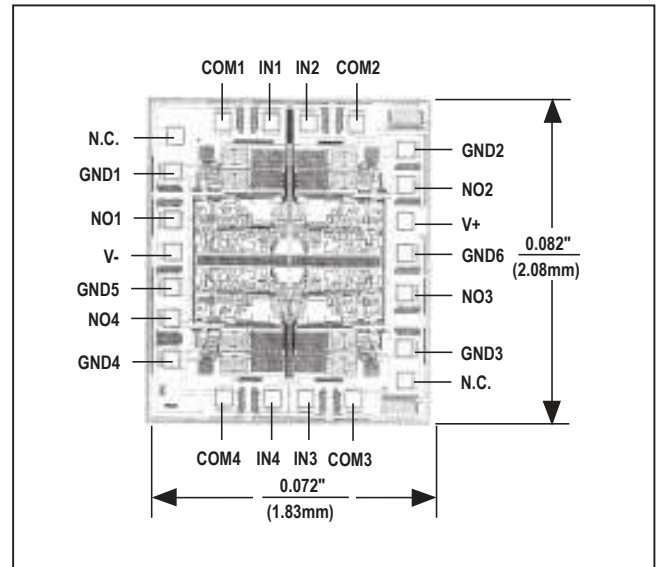 COM1 IN1 IN2 COM2
N.C.
GND1
NO1
V-
GND5
NO4
GND4
GND2
NO2
V+
GND6
NO3
GND3
N.C.
0.082"
(2.08mm)
COM4 IN4 IN3 COM3
0.072"
(1.83mm)